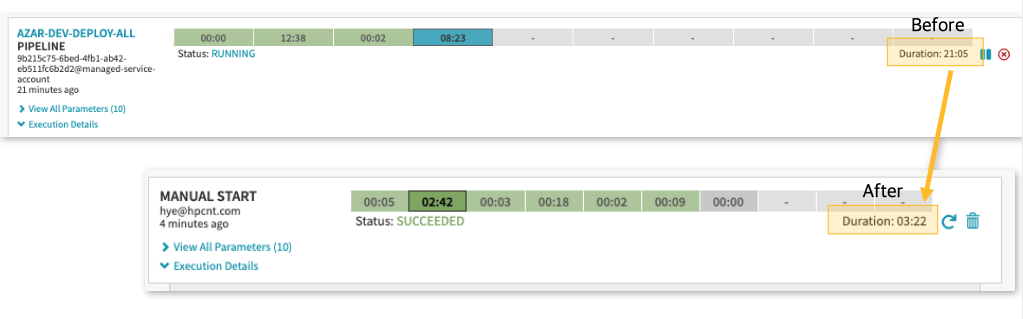 Before
AZAR-DEV-DEPLOY-ALL
PIPELINE
9b215c75-6bed-4fb1-ab42-
eb511fc6b2d2@managed-service-
account
21 minutes ago
00:00 12:38 00:02 08:23 - - - - - -
Status: RUNNING
Duration: 21:05
View All Parameters (10)
Execution Details
After
MANUAL START
hye@hpcnt.com
4 minutes ago
00:05 02:42 00:03 00:18 00:02 00:09 00:00 - - -
Status: SUCCEEDED
Duration: 03:22
View All Parameters (10)
Execution Details